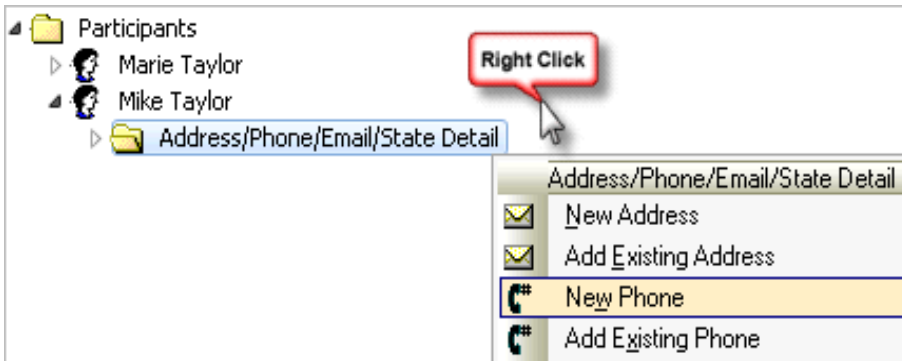 Participants
Marie Taylor
Right Click
Mike Taylor
Address/Phone/Email/State Detail
Address/Phone/Email/State Detail
New Address
Add Existing Address
New Phone
Add Existing Phone